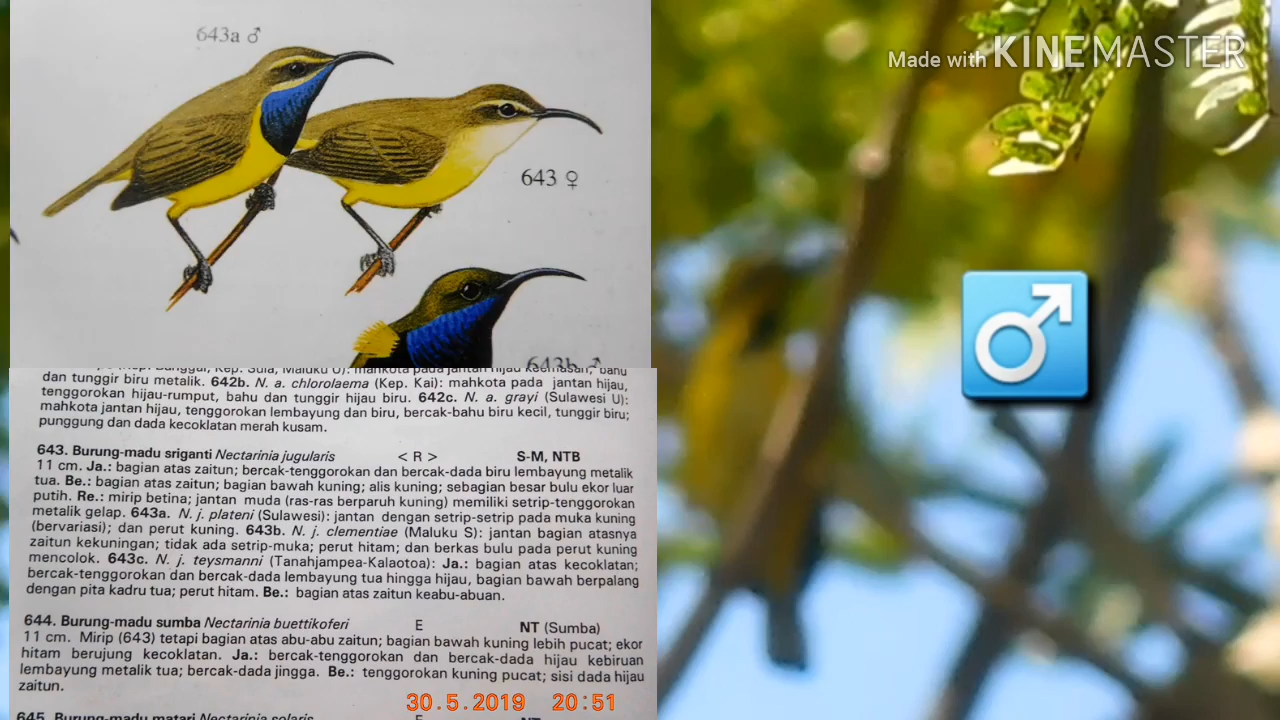 643a ♂
643 ♀
643b ♂
Made with KINEMASTER
dan tunggir biru metalik. 642b. N. a. chlorolaema (Kep. Kai): mahkota pada jantan hijau,
tenggorokan hijau-rumput, bahu dan tunggir hijau biru. 642c. N. a. grayi (Sulawesi U):
mahkota jantan hijau, tenggorokan lembayung dan biru, bercak-bahu biru kecil, tunggir biru;
punggung dan dada kecoklatan merah kusam.
643. Burung-madu sriganti Nectarinia jugularis < R > S-M, NTB
11 cm. Ja.: bagian atas zaitun; bercak-tenggorokan dan bercak-dada biru lembayung metalik
tua. Be.: bagian atas zaitun; bagian bawah kuning; alis kuning; sebagian besar bulu ekor luar
putih. Re.: mirip betina; jantan muda (ras-ras berparuh kuning) memiliki setrip-tenggorokan
metalik gelap. 643a. N. j. plateni (Sulawesi): jantan dengan setrip-setrip pada muka kuning
(bervariasi); dan perut kuning. 643b. N. j. clementiae (Maluku S): jantan bagian atasnya
zaitun kekuningan; tidak ada setrip-muka; perut hitam; dan berkas bulu pada perut kuning
mencolok. 643c. N. j. teysmanni (Tanahjampea-Kalaotoa): Ja.: bagian atas kecoklatan;
bercak-tenggorokan dan bercak-dada lembayung tua hingga hijau, bagian bawah berpalang
dengan pita kadru tua; perut hitam. Be.: bagian atas zaitun keabu-abuan.
644. Burung-madu sumba Nectarinia buettikoferi E NT (Sumba)
11 cm. Mirip (643) tetapi bagian atas abu-abu zaitun; bagian bawah kuning lebih pucat; ekor
hitam berujung kecoklatan. Ja.: bercak-tenggorokan dan bercak-dada hijau kebiruan
lembayung metalik tua; bercak-dada jingga. Be.: tenggorokan kuning pucat; sisi dada hijau
zaitun.
645. Burung-madu matari Nectarinia solaris E NT
30.5.2019 20:51